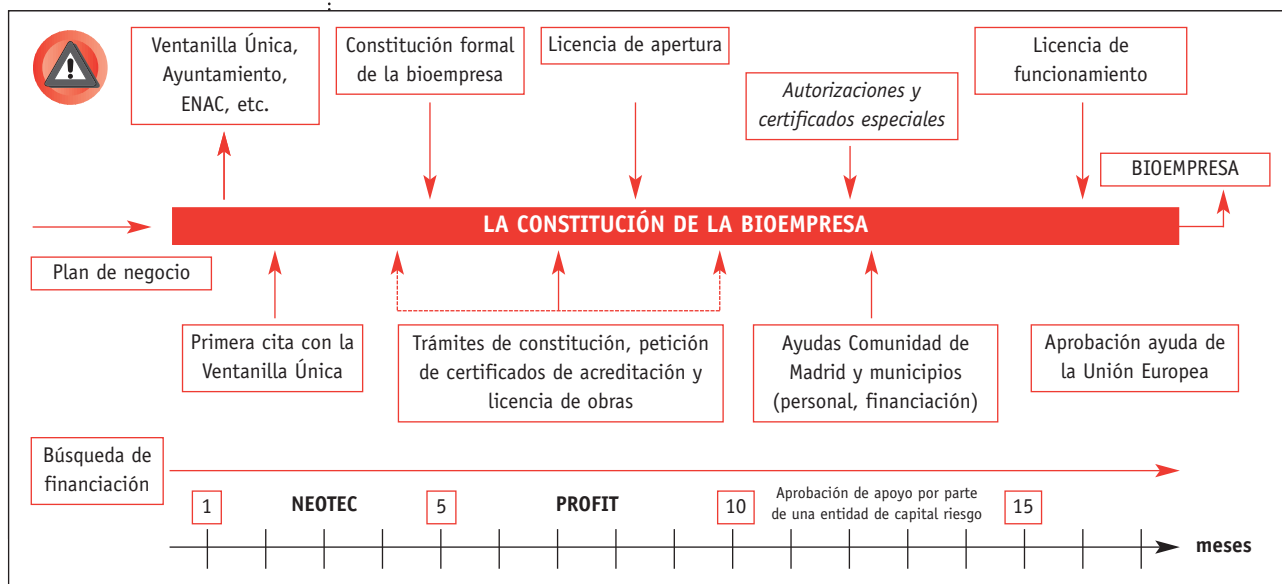 Ventanilla Única,
Ayuntamiento,
ENAC, etc.
Constitución formal
de la bioempresa
Licencia de apertura
Autorizaciones y
certificados especiales
Licencia de
funcionamiento
BIOEMPRESA
LA CONSTITUCIÓN DE LA BIOEMPRESA
Plan de negocio
Primera cita con la
Ventanilla Única
Trámites de constitución, petición
de certificados de acreditación y
licencia de obras
Ayudas Comunidad de
Madrid y municipios
(personal, financiación)
Aprobación ayuda de
la Unión Europea
Búsqueda de
financiación
1
NEOTEC
5
PROFIT
10
Aprobación de apoyo por parte
de una entidad de capital riesgo
15
meses